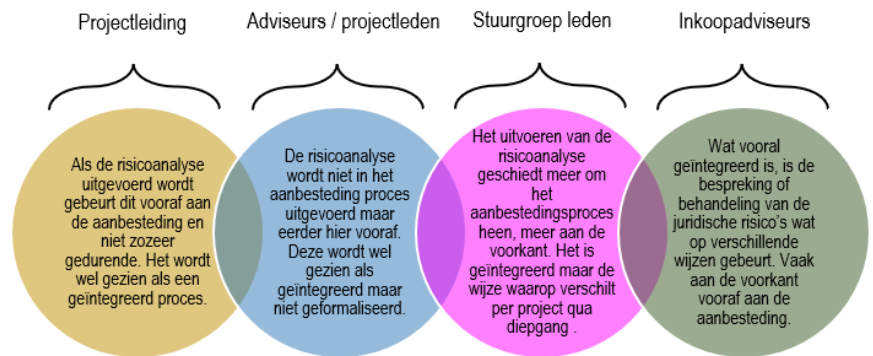 Projectleiding
Adviseurs / projectleden
Stuurgroep leden
Inkoopadviseurs
Als de risicoanalyse
uitgevoerd wordt
gebeurt dit vooraf aan
de aanbesteding en
niet zozeer
gedurende. Het wordt
wel gezien als een
geïntegreerd proces.
De risicoanalyse
wordt niet in het
aanbesteding proces
uitgevoerd maar
eerder hier vooraf.
Deze wordt wel
gezien als
geïntegreerd maar
niet geformaliseerd.
Het uitvoeren van de
risicoanalyse
geschiedt meer om
het
aanbestedingsproces
heen, meer aan de
voorkant. Het is
geïntegreerd maar de
wijze waarop verschilt
per project qua
diepgang .
Wat vooral
geïntegreerd is, is de
bespreking of
behandeling van de
juridische risico's wat
op verschillende
wijzen gebeurt. Vaak
aan de voorkant
vooraf aan de
aanbesteding.